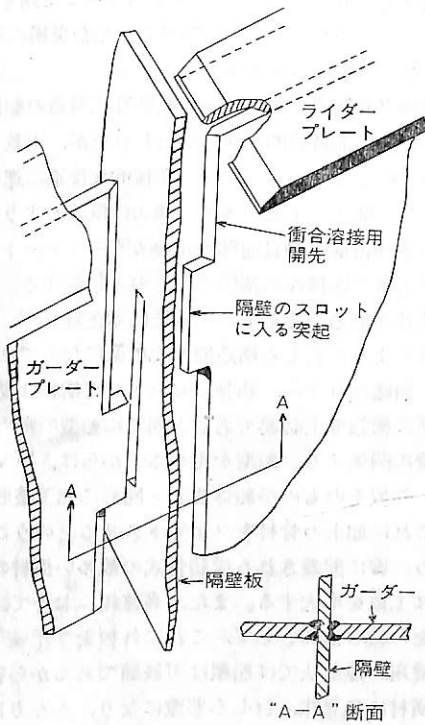 ライダー
プレート
衝合溶接用
開先
隔壁のスロット
に入る突起
ガーダー
プレート
A
A
隔壁板
ガーダー
隔壁
"A—A" 断面